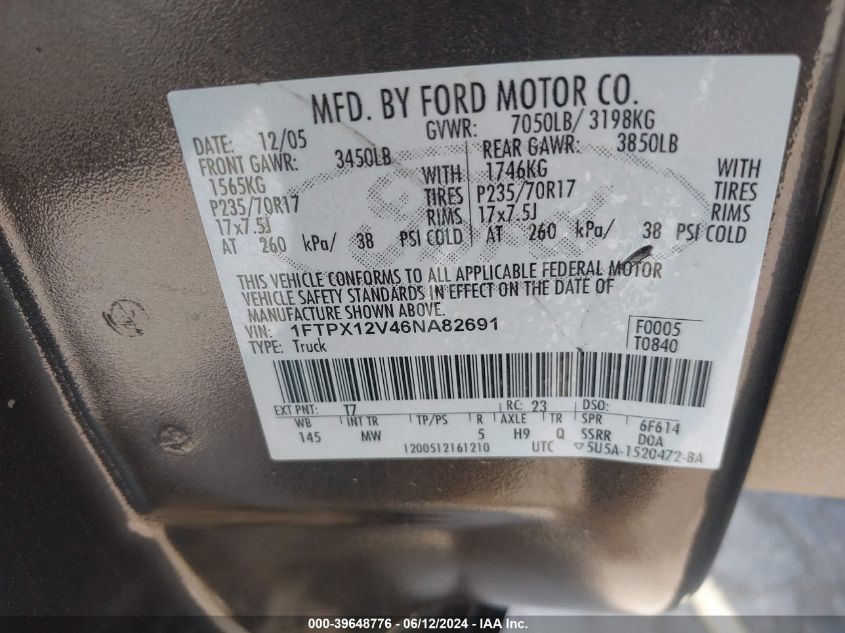 MFD. BY FORD MOTOR CO.
DATE: 12/05 GVWR: 7050LB/ 3198KG
FRONT GAWR: 3450LB REAR GAWR: 3850LB
1565KG WITH 1746KG WITH
P235/70R17 TIRES P235/70R17 TIRES
17x7.5J RIMS 17x7.5J RIMS
AT 260 kPa/ 38 PSI COLD AT 260 kPa/ 38 PSI COLD
THIS VEHICLE CONFORMS TO ALL APPLICABLE FEDERAL MOTOR
VEHICLE SAFETY STANDARDS IN EFFECT ON THE DATE OF
MANUFACTURE SHOWN ABOVE.
VIN: 1FTPX12V46NA82691 F0005
TYPE: Truck T0840
EXT PNT: T7 RC: 23 DSO:
WB INT TR TP/PS R AXLE TR SPR 6F614
145 MW 5 H9 Q SSRR DOA
1200512161210 UTC ▽5U5A-1520472-BA
000-39648776 - 06/12/2024 - IAA Inc.